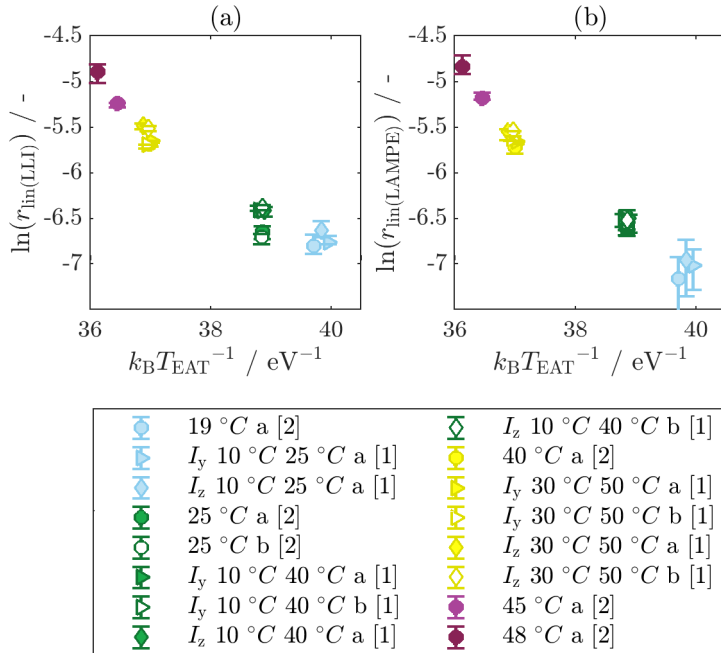 (a)
(b)
-4.5
-5
-5.5
-6
-6.5
-7
ln(r_lin(LLI)) / -
36
38
40
k_B T_EAT⁻¹ / eV⁻¹
-4.5
-5
-5.5
-6
-6.5
-7
ln(r_lin(LAMPE)) / -
36
38
40
k_B T_EAT⁻¹ / eV⁻¹
19 °C a [2]
I_y 10 °C 25 °C a [1]
I_z 10 °C 25 °C a [1]
25 °C a [2]
25 °C b [2]
I_y 10 °C 40 °C a [1]
I_y 10 °C 40 °C b [1]
I_z 10 °C 40 °C a [1]
I_z 10 °C 40 °C b [1]
40 °C a [2]
I_y 30 °C 50 °C a [1]
I_y 30 °C 50 °C b [1]
I_z 30 °C 50 °C a [1]
I_z 30 °C 50 °C b [1]
45 °C a [2]
48 °C a [2]